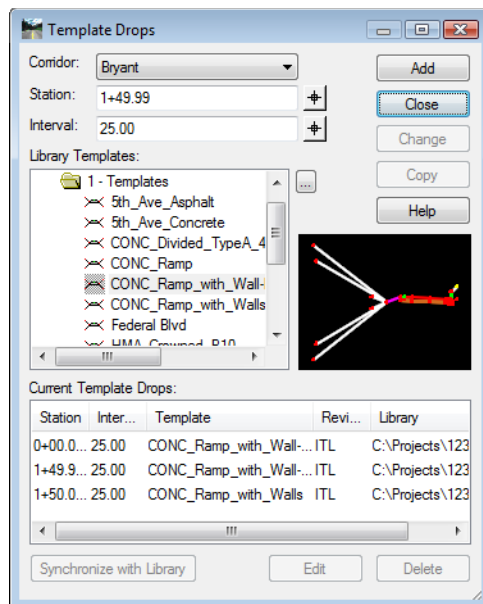 Template Drops
Corridor: Bryant Add
Station: 1+49.99 Close
Interval: 25.00 Change
Library Templates: Copy
1 - Templates ... Help
5th_Ave_Asphalt
5th_Ave_Concrete
CONC_Divided_TypeA_4
CONC_Ramp
CONC_Ramp_with_Wall-
CONC_Ramp_with_Walls
Federal Blvd
HMA_Crowned_R10
Current Template Drops:
Station Inter... Template Revi... Library
0+00.0... 25.00 CONC_Ramp_with_Wall-... ITL C:\Projects\123
1+49.9... 25.00 CONC_Ramp_with_Wall-... ITL C:\Projects\123
1+50.0... 25.00 CONC_Ramp_with_Walls ITL C:\Projects\123
Synchronize with Library Edit Delete